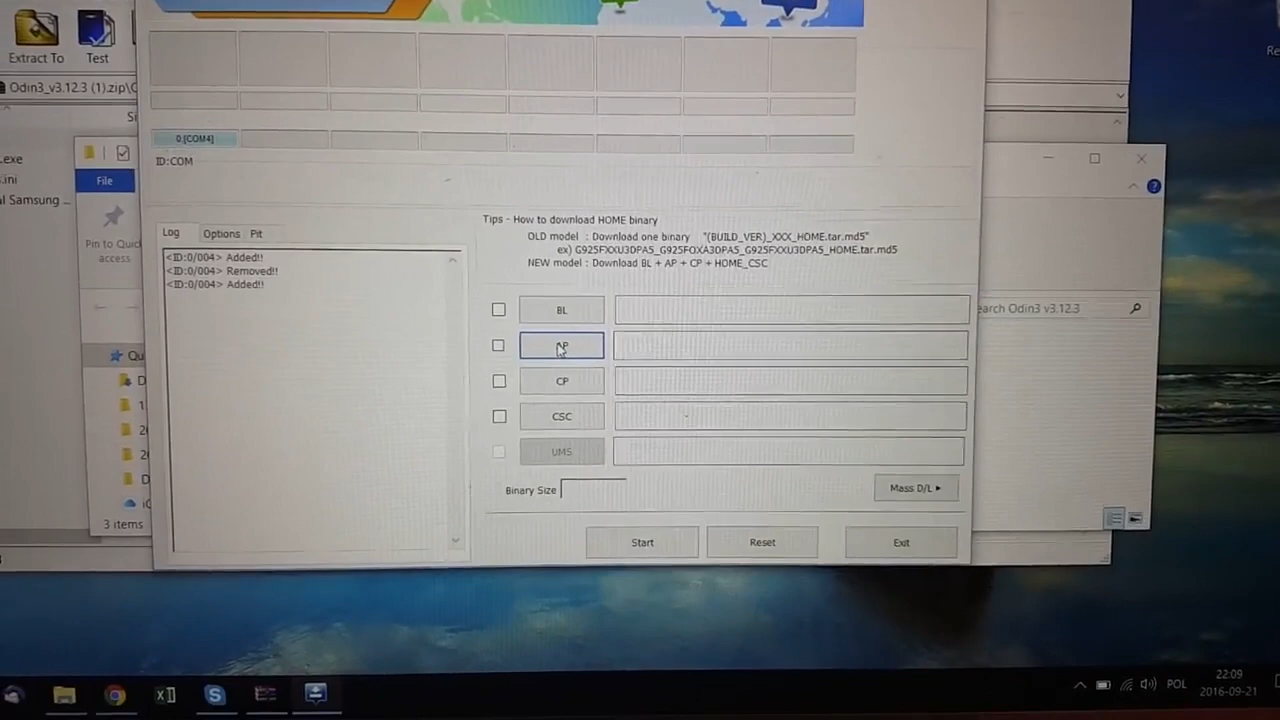 Extract To
Test
Odin3_v3.12.3 (1).zip\
.exe
.ini
al Samsung ...
File
Pin to Quic
access
3 items
0:[COM4]
ID:COM
Log
Options
Pit
<ID:0/004> Added!!
<ID:0/004> Removed!!
<ID:0/004> Added!!
Tips - How to download HOME binary
OLD model : Download one binary "(BUILD_VER)_XXX_HOME.tar.md5"
ex) G925FXXU3DPA5_G925FOXA3DPA5_G925FXXU3DPA5_HOME.tar.md5
NEW model : Download BL + AP + CP + HOME_CSC
BL
CP
CSC
UMS
Binary Size
Mass D/L
Start
Reset
Exit
earch Odin3 v3.12.3
POL
22:09
2016-09-21